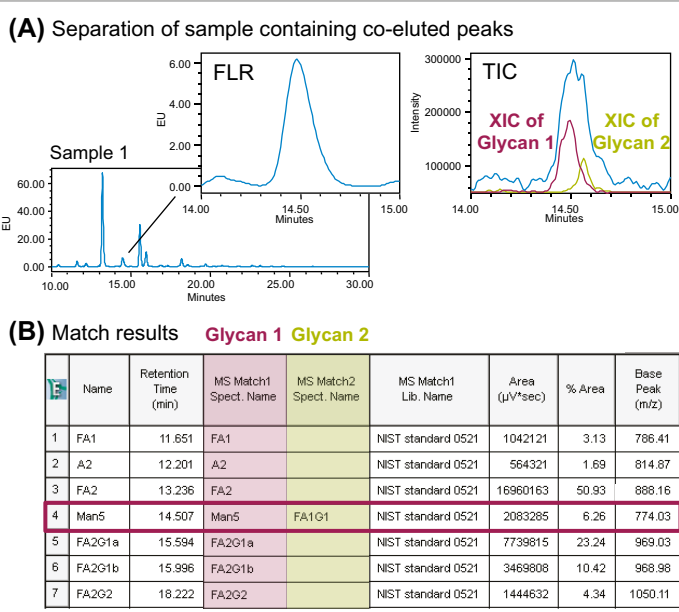 (A) Separation of sample containing co-eluted peaks
FLR
6.00
4.00
2.00
0.00
EU
14.00 14.50 15.00
Minutes
TIC
300000
200000
100000
Intensity
XIC of Glycan 1
XIC of Glycan 2
14.00 14.50 15.00
Minutes
Sample 1
60.00
40.00
20.00
0.00
EU
10.00 15.00 20.00 25.00 30.00
Minutes
(B) Match results Glycan 1 Glycan 2
E Name Retention Time (min) MS Match1 Spect. Name MS Match2 Spect. Name MS Match1 Lib. Name Area (µV*sec) % Area Base Peak (m/z)
1 FA1 11.651 FA1 NIST standard 0521 1042121 3.13 786.41
2 A2 12.201 A2 NIST standard 0521 564321 1.69 814.87
3 FA2 13.236 FA2 NIST standard 0521 16960163 50.93 888.16
4 Man5 14.507 Man5 FA1G1 NIST standard 0521 2083285 6.26 774.03
5 FA2G1a 15.594 FA2G1a NIST standard 0521 7739815 23.24 969.03
6 FA2G1b 15.996 FA2G1b NIST standard 0521 3469808 10.42 968.98
7 FA2G2 18.222 FA2G2 NIST standard 0521 1444632 4.34 1050.11